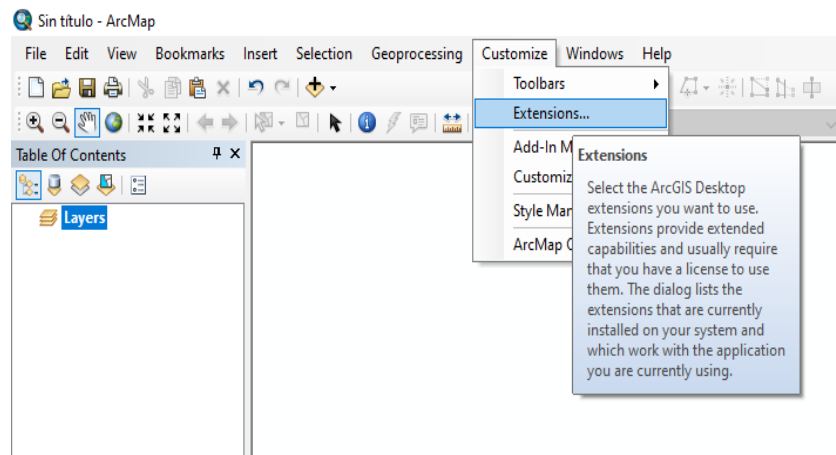 Sin título - ArcMap
File Edit View Bookmarks Insert Selection Geoprocessing Customize Windows Help
Toolbars
Extensions...
Table Of Contents
Add-In M
Extensions
Customiz
Select the ArcGIS Desktop
Layers
Style Mar
extensions you want to use.
Extensions provide extended
ArcMap
capabilities and usually require
that you have a license to use
them. The dialog lists the
extensions that are currently
installed on your system and
which work with the application
you are currently using.